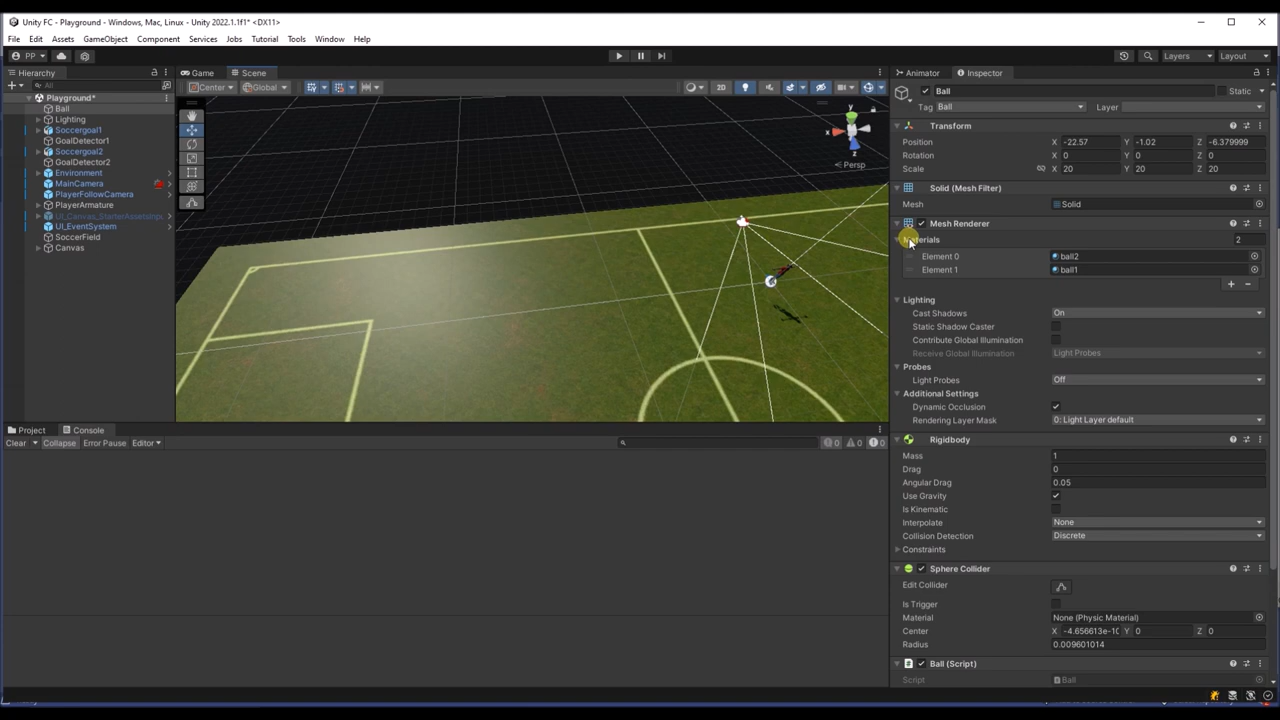 Unity FC - Playground - Windows, Mac, Linux - Unity 2022.1.1f1* <DX11>
File Edit Assets GameObject Component Services Jobs Tutorial Tools Window Help
PP Layers Layout
Hierarchy
All
Playground*
Ball
Lighting
Soccergoal1
GoalDetector1
Soccergoal2
GoalDetector2
Environment
MainCamera
PlayerFollowCamera
PlayerArmature
UI_EventSystem
SoccerField
Canvas
Game Scene
Center Global 2D
y
x
z
Persp
Project Console
Clear Collapse Error Pause Editor 0 0 0
Animator Inspector
Ball Static
Tag Ball Layer
Transform
Position X -22.57 Y -1.02 Z -6.379999
Rotation X 0 Y 0 Z 0
Scale X 20 Y 20 Z 20
Solid (Mesh Filter)
Mesh Solid
Mesh Renderer
Materials 2
Element 0 ball2
Element 1 ball1
Lighting
Cast Shadows On
Static Shadow Caster
Contribute Global Illumination
Receive Global Illumination Light Probes
Probes
Light Probes Off
Additional Settings
Dynamic Occlusion
Rendering Layer Mask 0: Light Layer default
Rigidbody
Mass 1
Drag 0
Angular Drag 0.05
Use Gravity
Is Kinematic
Interpolate None
Collision Detection Discrete
Constraints
Sphere Collider
Edit Collider
Is Trigger
Material None (Physic Material)
Center X -4.656613e-10 Y 0 Z 0
Radius 0.009601014
Ball (Script)
Script Ball